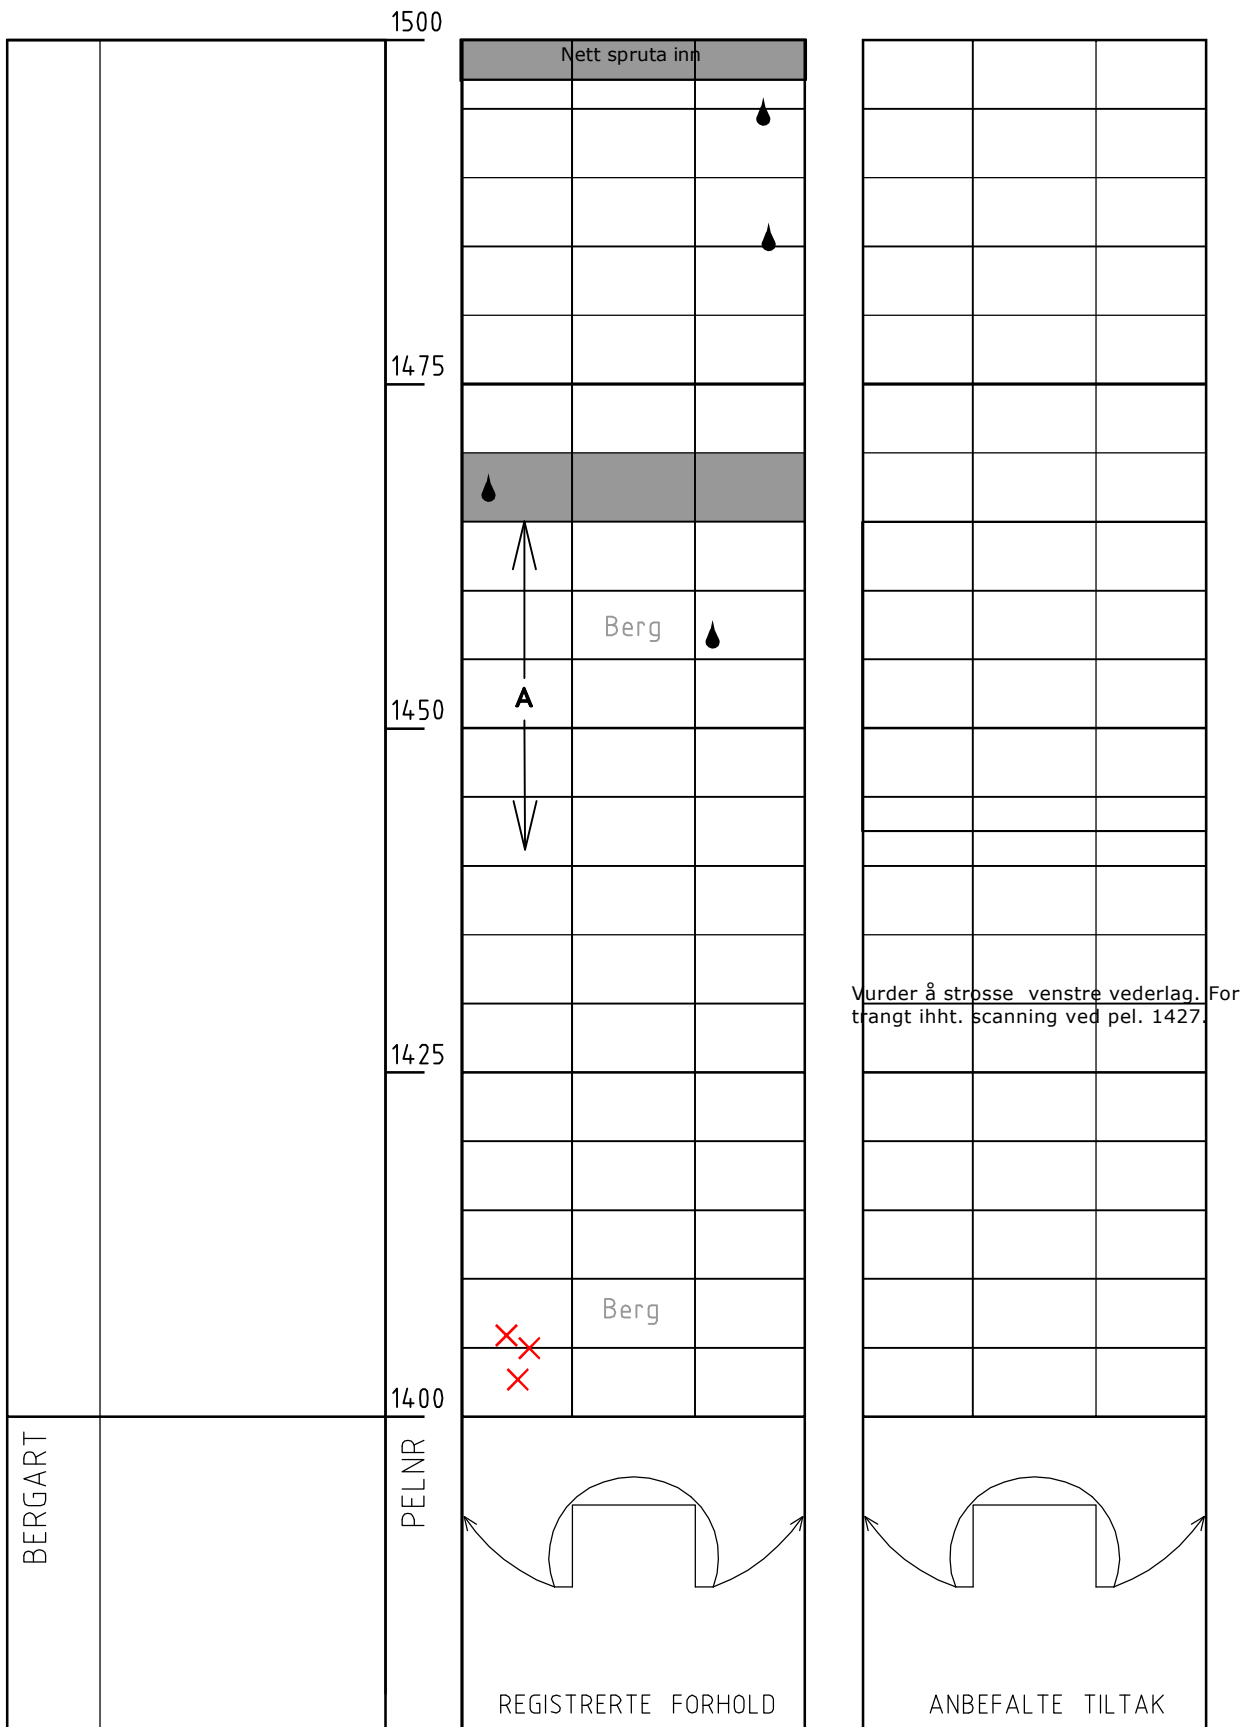 1500
Nett spruta inn
1475
Berg
A
1450
Vurder å strosse venstre vederlag. For
trangt ihht. scanning ved pel. 1427.
1425
Berg
1400
BERGART
PELNR
REGISTRERTE FORHOLD
ANBEFALTE TILTAK